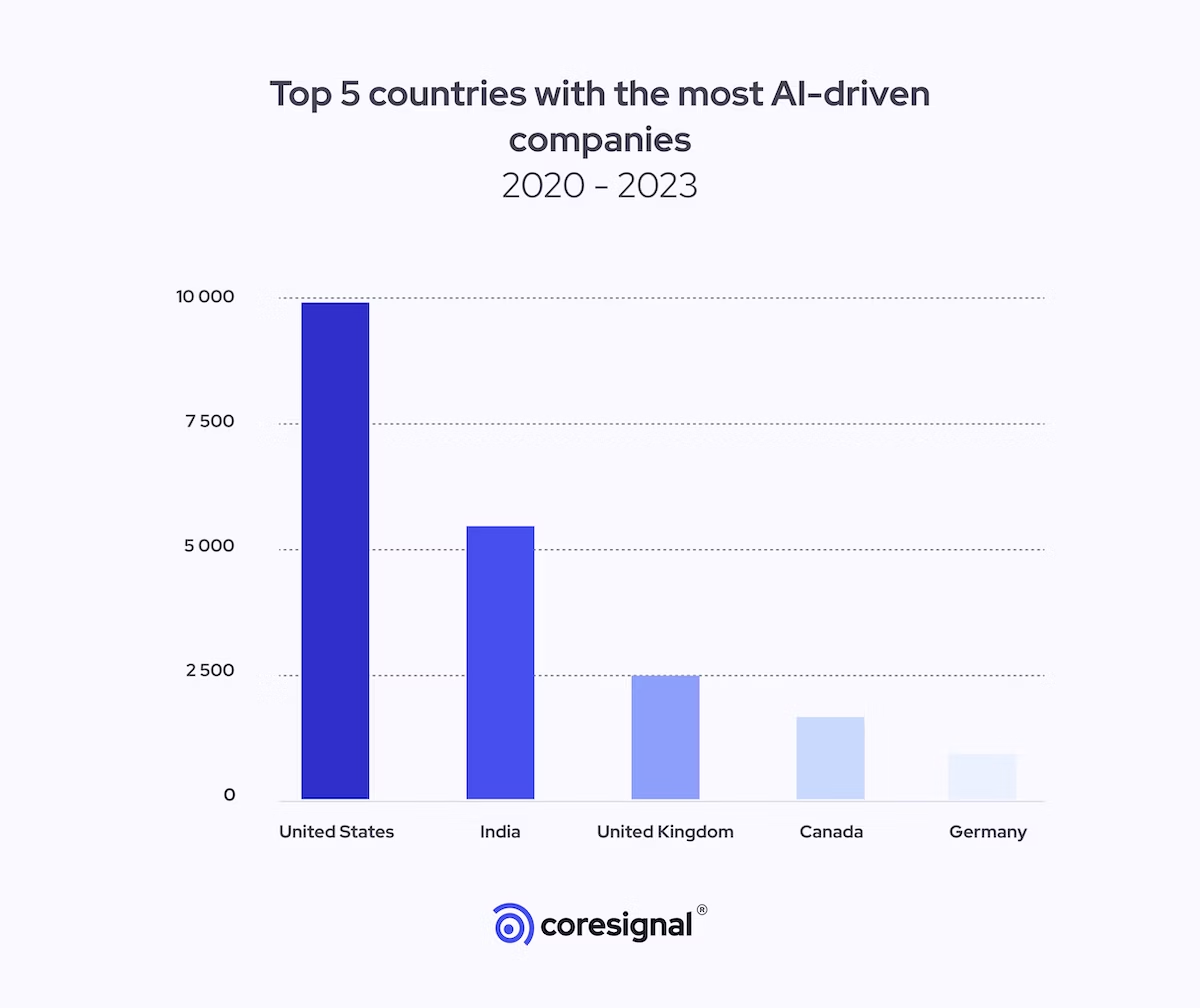 Top 5 countries with the most AI-driven
companies
2020 - 2023
10 000
7 500
5 000
2 500
0
United States
India
United Kingdom
Canada
Germany
coresignal ®